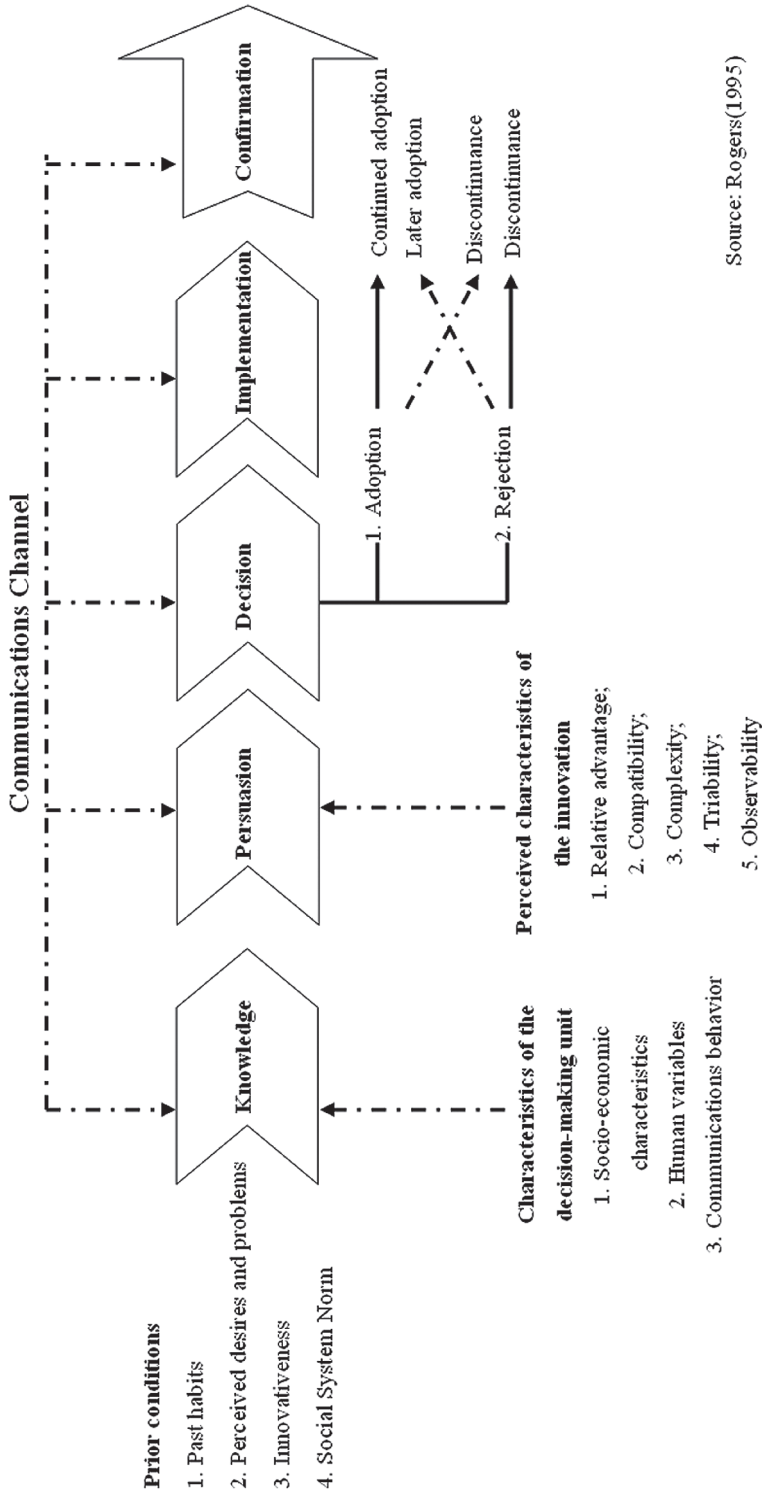 Communications Channel
Prior conditions
1. Past habits
2. Perceived desires and problems
3. Innovativeness
4. Social System Norm
Knowledge
Persuasion
Decision
Implementation
Confirmation
Characteristics of the
decision-making unit
1. Socio-economic
characteristics
2. Human variables
3. Communications behavior
Perceived characteristics of
the innovation
1. Relative advantage;
2. Compatibility;
3. Complexity;
4. Triability;
5. Observability
1. Adoption
2. Rejection
Continued adoption
Later adoption
Discontinuance
Discontinuance
Source: Rogers(1995)